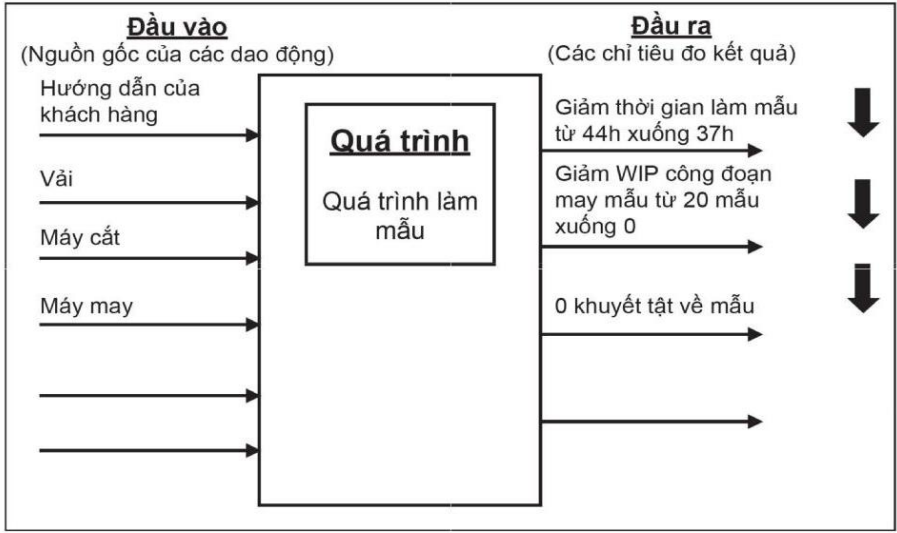 Đầu vào
(Nguồn gốc của các dao động)
Hướng dẫn của
khách hàng
Vải
Máy cắt
Máy may
Quá trình
Quá trình làm
mẫu
Đầu ra
(Các chỉ tiêu đo kết quả)
Giảm thời gian làm mẫu
từ 44h xuống 37h
Giảm WIP công đoạn
may mẫu từ 20 mẫu
xuống 0
0 khuyết tật về mẫu